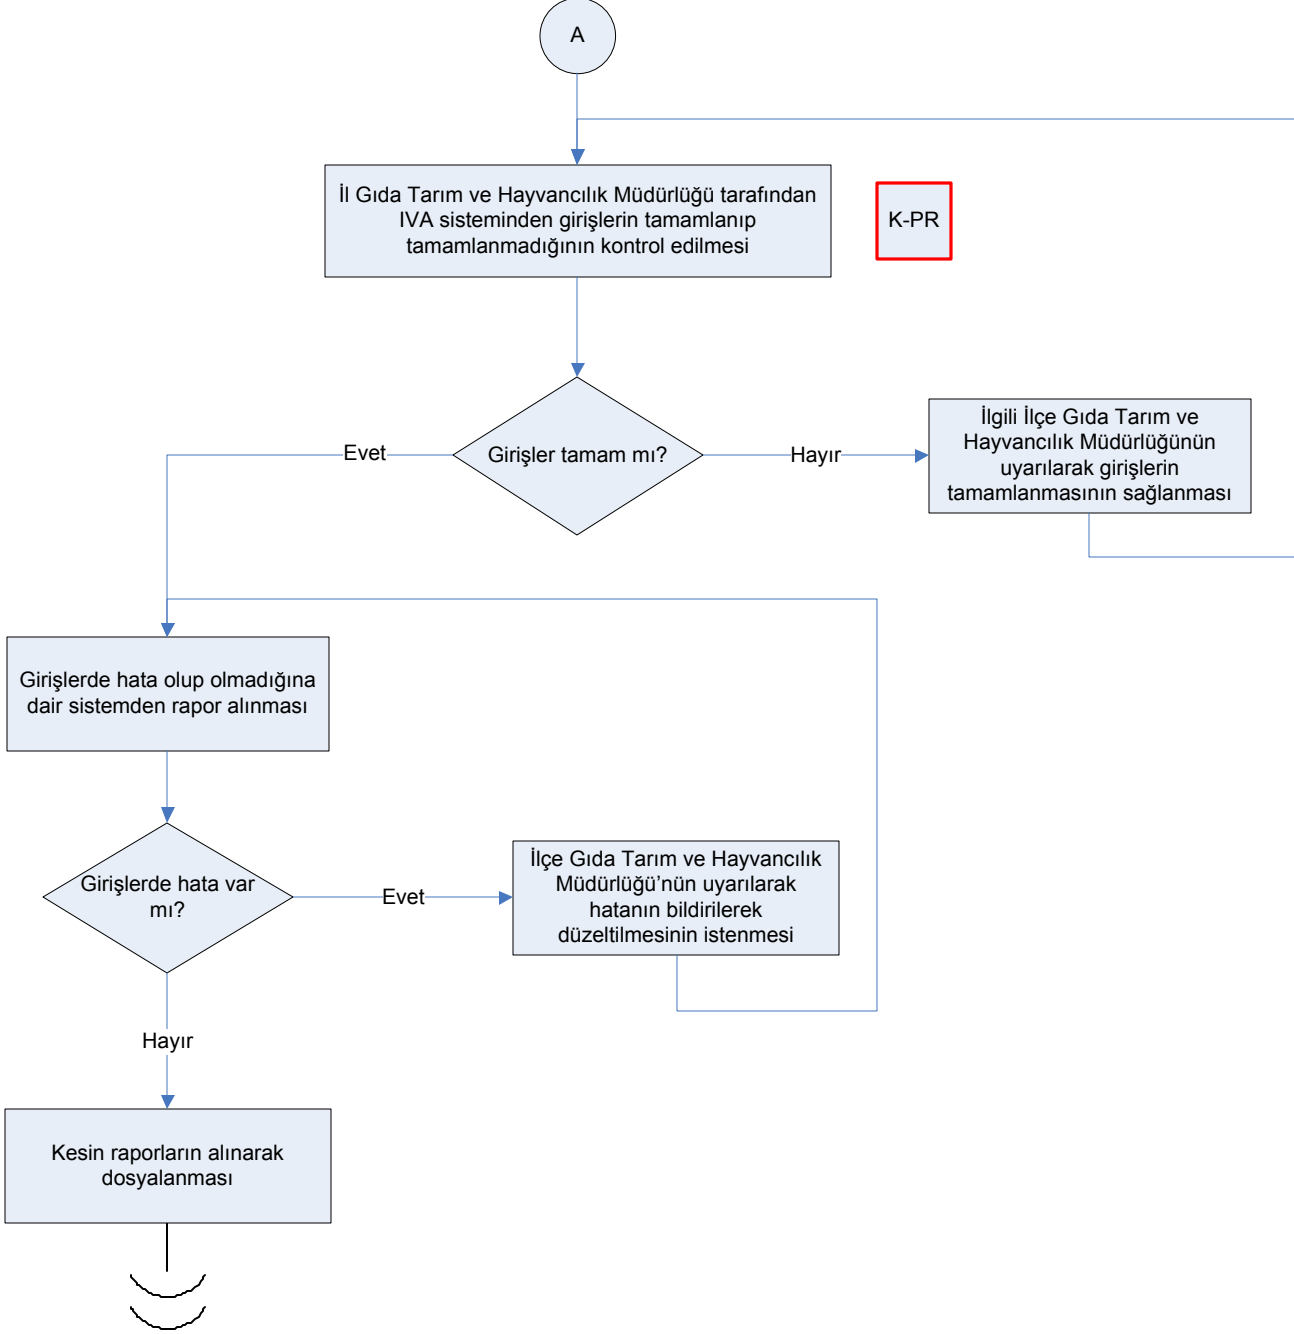 A
İl Gıda Tarım ve Hayvancılık Müdürlüğü tarafından
IVA sisteminden girişlerin tamamlanıp
tamamlanmadığının kontrol edilmesi
K-PR
Girişler tamam mı?
Evet
Hayır
İlgili İlçe Gıda Tarım ve
Hayvancılık Müdürlüğünün
uyarılarak girişlerin
tamamlanmasının sağlanması
Girişlerde hata olup olmadığına
dair sistemden rapor alınması
Girişlerde hata var
mı?
Evet
İlçe Gıda Tarım ve Hayvancılık
Müdürlüğü’nün uyarılarak
hatanın bildirilerek
düzeltilmesinin istenmesi
Hayır
Kesin raporların alınarak
dosyalanması